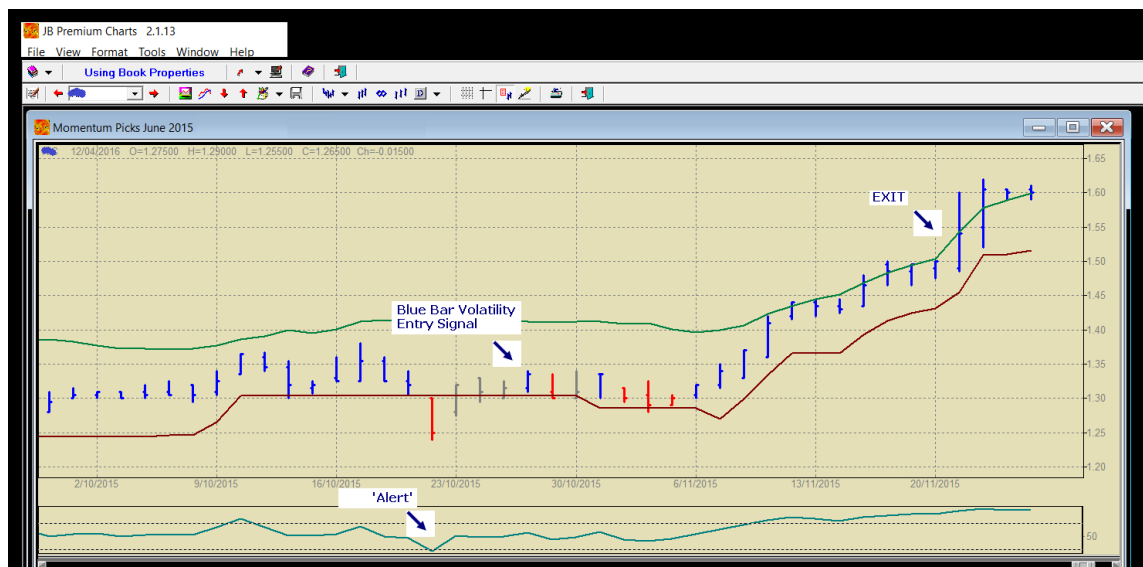 JB Premium Charts 2.1.13
File View Format Tools Window Help
Using Book Properties
D
Momentum Picks June 2015
12/04/2016 O=1.27500 H=1.29000 L=1.25500 C=1.26500 Ch=-0.01500
1.65
EXIT
1.60
1.55
1.50
1.45
Blue Bar Volatility
Entry Signal
1.40
1.35
1.30
1.25
1.20
2/10/2015 9/10/2015 16/10/2015 23/10/2015 30/10/2015 6/11/2015 13/11/2015 20/11/2015
'Alert'
50